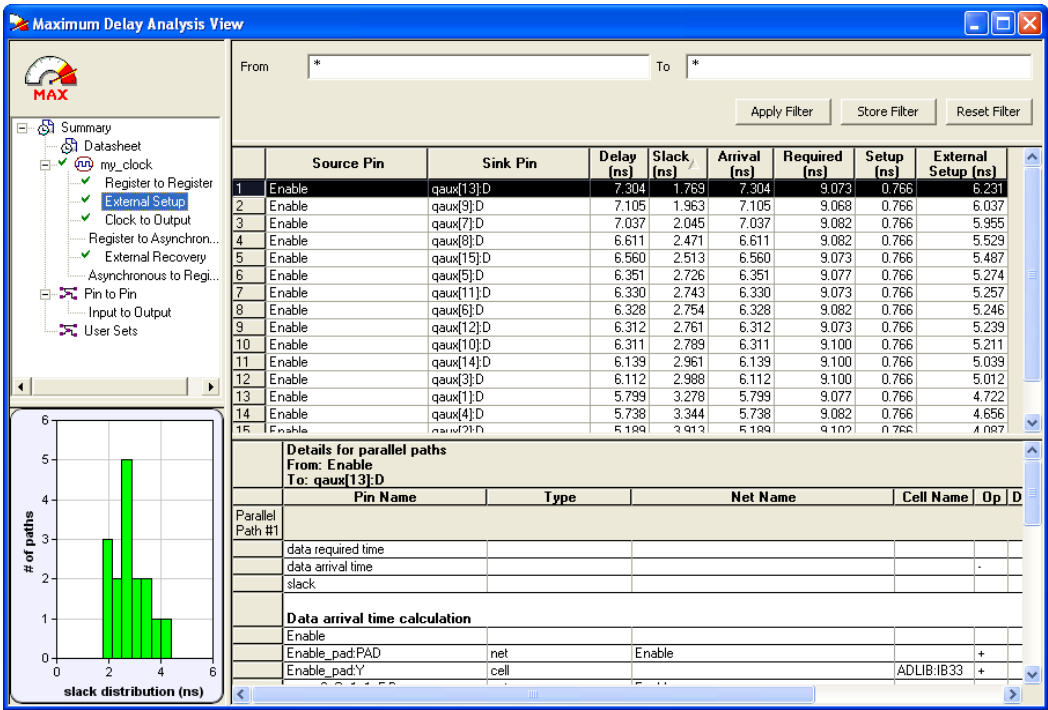 Maximum Delay Analysis View
MAX
Summary
Datasheet
my_clock
Register to Register
External Setup
Clock to Output
Register to Asynchron...
External Recovery
Asynchronous to Regi...
Pin to Pin
Input to Output
User Sets
From * To *
Apply Filter Store Filter Reset Filter
Source Pin Sink Pin Delay (ns) Slack (ns) Arrival (ns) Required (ns) Setup (ns) External Setup (ns)
1 Enable qaux[13]:D 7.304 1.769 7.304 9.073 0.766 6.231
2 Enable qaux[9]:D 7.105 1.963 7.105 9.068 0.766 6.037
3 Enable qaux[7]:D 7.037 2.045 7.037 9.082 0.766 5.955
4 Enable qaux[8]:D 6.611 2.471 6.611 9.082 0.766 5.529
5 Enable qaux[15]:D 6.560 2.513 6.560 9.073 0.766 5.487
6 Enable qaux[5]:D 6.351 2.726 6.351 9.077 0.766 5.274
7 Enable qaux[11]:D 6.330 2.743 6.330 9.073 0.766 5.257
8 Enable qaux[6]:D 6.328 2.754 6.328 9.082 0.766 5.246
9 Enable qaux[12]:D 6.312 2.761 6.312 9.073 0.766 5.239
10 Enable qaux[10]:D 6.311 2.789 6.311 9.100 0.766 5.211
11 Enable qaux[14]:D 6.139 2.961 6.139 9.100 0.766 5.039
12 Enable qaux[3]:D 6.112 2.988 6.112 9.100 0.766 5.012
13 Enable qaux[1]:D 5.799 3.278 5.799 9.077 0.766 4.722
14 Enable qaux[4]:D 5.738 3.344 5.738 9.082 0.766 4.656
15 Enable qaux[2]:D 5.189 3.913 5.189 9.102 0.766 4.087
Details for parallel paths
From: Enable
To: qaux[13]:D
Pin Name Type Net Name Cell Name Op D
Parallel Path #1
data required time
data arrival time -
slack
Data arrival time calculation
Enable
Enable_pad:PAD net Enable +
Enable_pad:Y cell ADLIB:IB33 +
# of paths
6
5
4
3
2
1
0
0 2 4 6
slack distribution (ns)